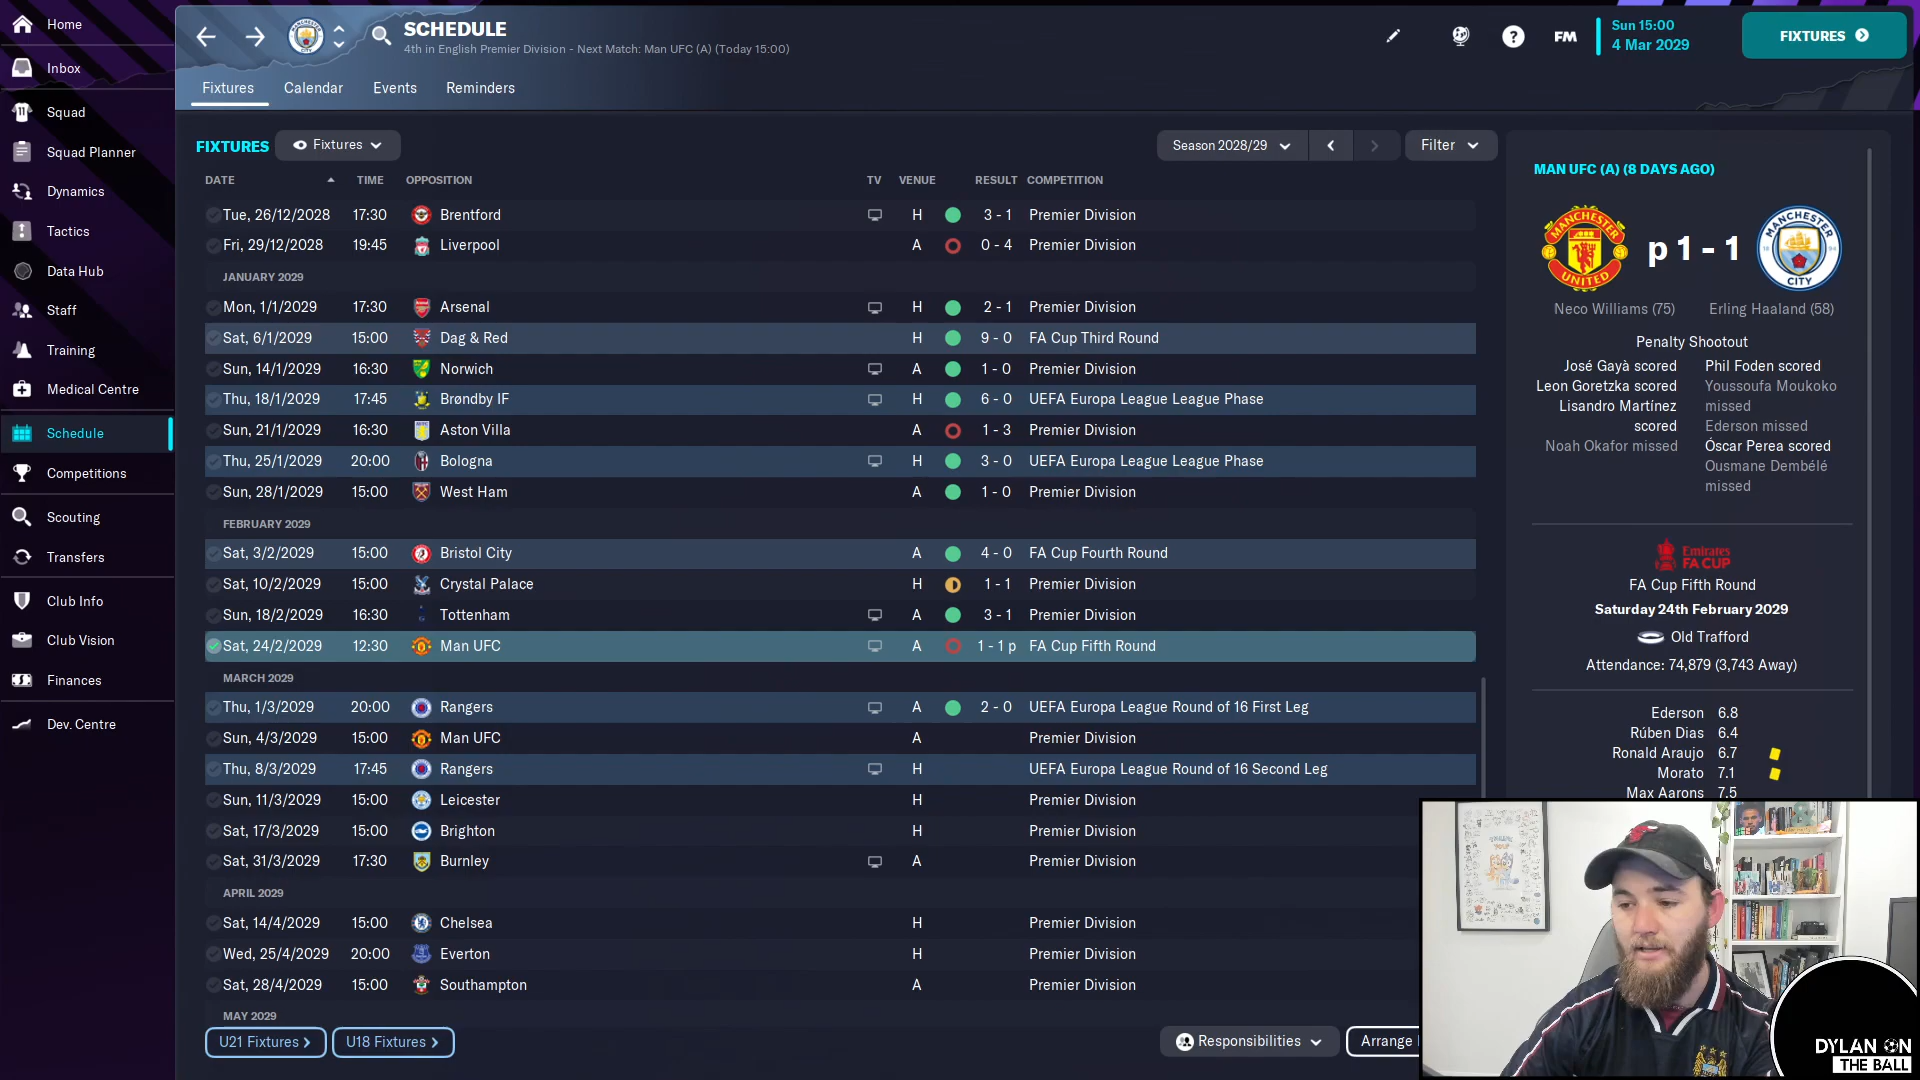 Home
Inbox
Squad
Squad Planner
Dynamics
Tactics
Data Hub
Staff
Training
Medical Centre
Schedule
Competitions
Scouting
Transfers
Club Info
Club Vision
Finances
Dev. Centre
SCHEDULE
4th in English Premier Division - Next Match: Man UFC (A) (Today 15:00)
FM
Sun 15:00
4 Mar 2029
FIXTURES
Fixtures Calendar Events Reminders
FIXTURES Fixtures Season 2028/29 Filter
DATE TIME OPPOSITION TV VENUE RESULT COMPETITION
Tue, 26/12/2028 17:30 Brentford H 3 - 1 Premier Division
Fri, 29/12/2028 19:45 Liverpool A 0 - 4 Premier Division
JANUARY 2029
Mon, 1/1/2029 17:30 Arsenal H 2 - 1 Premier Division
Sat, 6/1/2029 15:00 Dag & Red H 9 - 0 FA Cup Third Round
Sun, 14/1/2029 16:30 Norwich A 1 - 0 Premier Division
Thu, 18/1/2029 17:45 Brøndby IF H 6 - 0 UEFA Europa League League Phase
Sun, 21/1/2029 16:30 Aston Villa A 1 - 3 Premier Division
Thu, 25/1/2029 20:00 Bologna H 3 - 0 UEFA Europa League League Phase
Sun, 28/1/2029 15:00 West Ham A 1 - 0 Premier Division
FEBRUARY 2029
Sat, 3/2/2029 15:00 Bristol City A 4 - 0 FA Cup Fourth Round
Sat, 10/2/2029 15:00 Crystal Palace H 1 - 1 Premier Division
Sun, 18/2/2029 16:30 Tottenham A 3 - 1 Premier Division
Sat, 24/2/2029 12:30 Man UFC A 1 - 1 p FA Cup Fifth Round
MARCH 2029
Thu, 1/3/2029 20:00 Rangers A 2 - 0 UEFA Europa League Round of 16 First Leg
Sun, 4/3/2029 15:00 Man UFC A Premier Division
Thu, 8/3/2029 17:45 Rangers H UEFA Europa League Round of 16 Second Leg
Sun, 11/3/2029 15:00 Leicester H Premier Division
Sat, 17/3/2029 15:00 Brighton H Premier Division
Sat, 31/3/2029 17:30 Burnley A Premier Division
APRIL 2029
Sat, 14/4/2029 15:00 Chelsea H Premier Division
Wed, 25/4/2029 20:00 Everton H Premier Division
Sat, 28/4/2029 15:00 Southampton A Premier Division
MAY 2029
U21 Fixtures U18 Fixtures Responsibilities Arrange
MAN UFC (A) (8 DAYS AGO)
MANCHESTER
UNITED
p 1 - 1
MANCHESTER
CITY
Neco Williams (75) Erling Haaland (58)
Penalty Shootout
José Gayà scored Phil Foden scored
Leon Goretzka scored Youssoufa Moukoko
Lisandro Martínez missed
scored Ederson missed
Noah Okafor missed Óscar Perea scored
Ousmane Dembélé
missed
Emirates
FA CUP
FA Cup Fifth Round
Saturday 24th February 2029
Old Trafford
Attendance: 74,879 (3,743 Away)
Ederson 6.8
Rúben Dias 6.4
Ronald Araujo 6.7
Morato 7.1
Max Aarons 7.5
DYLAN ON
THE BALL